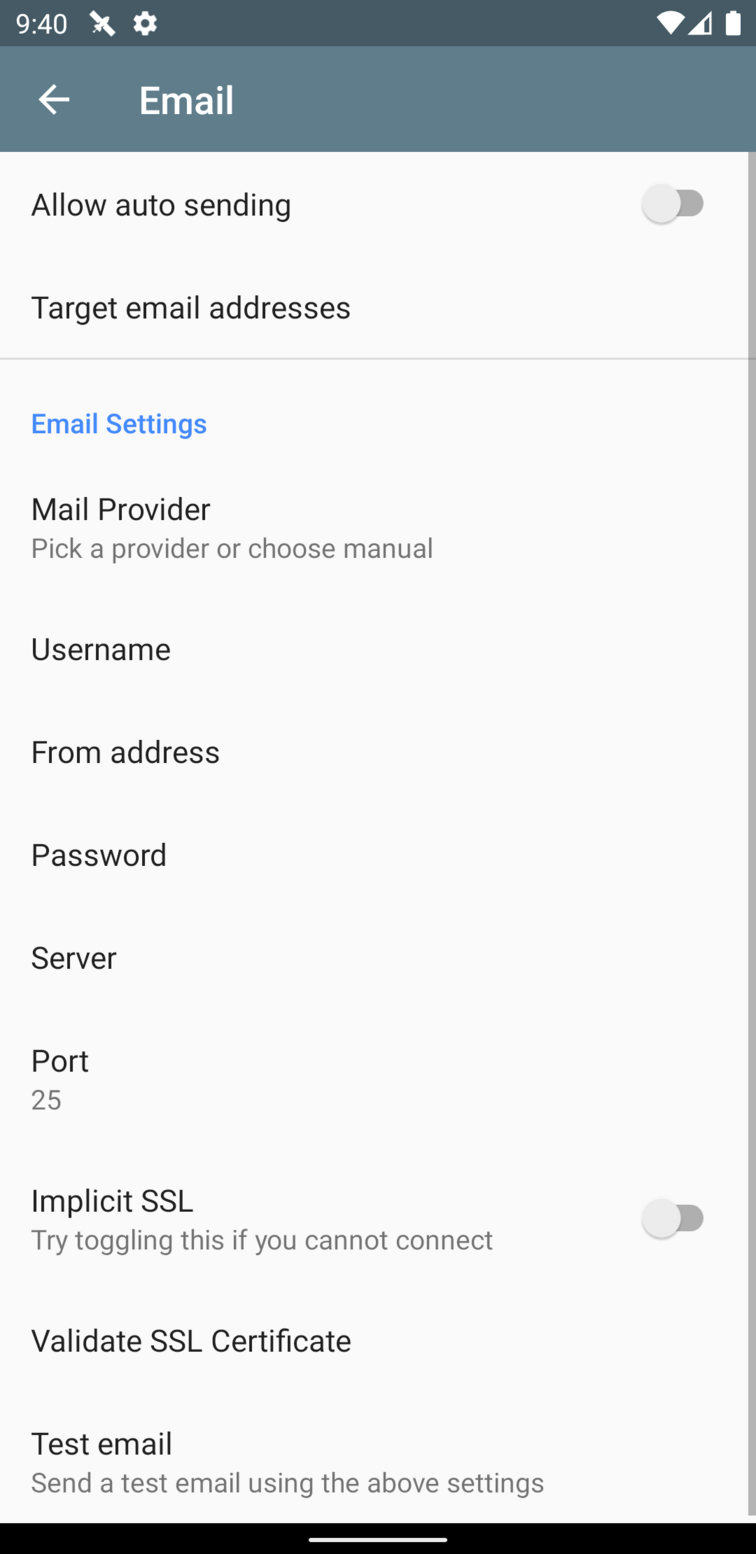 9:40
Email
Allow auto sending
Target email addresses
Email Settings
Mail Provider
Pick a provider or choose manual
Username
From address
Password
Server
Port
25
Implicit SSL
Try toggling this if you cannot connect
Validate SSL Certificate
Test email
Send a test email using the above settings